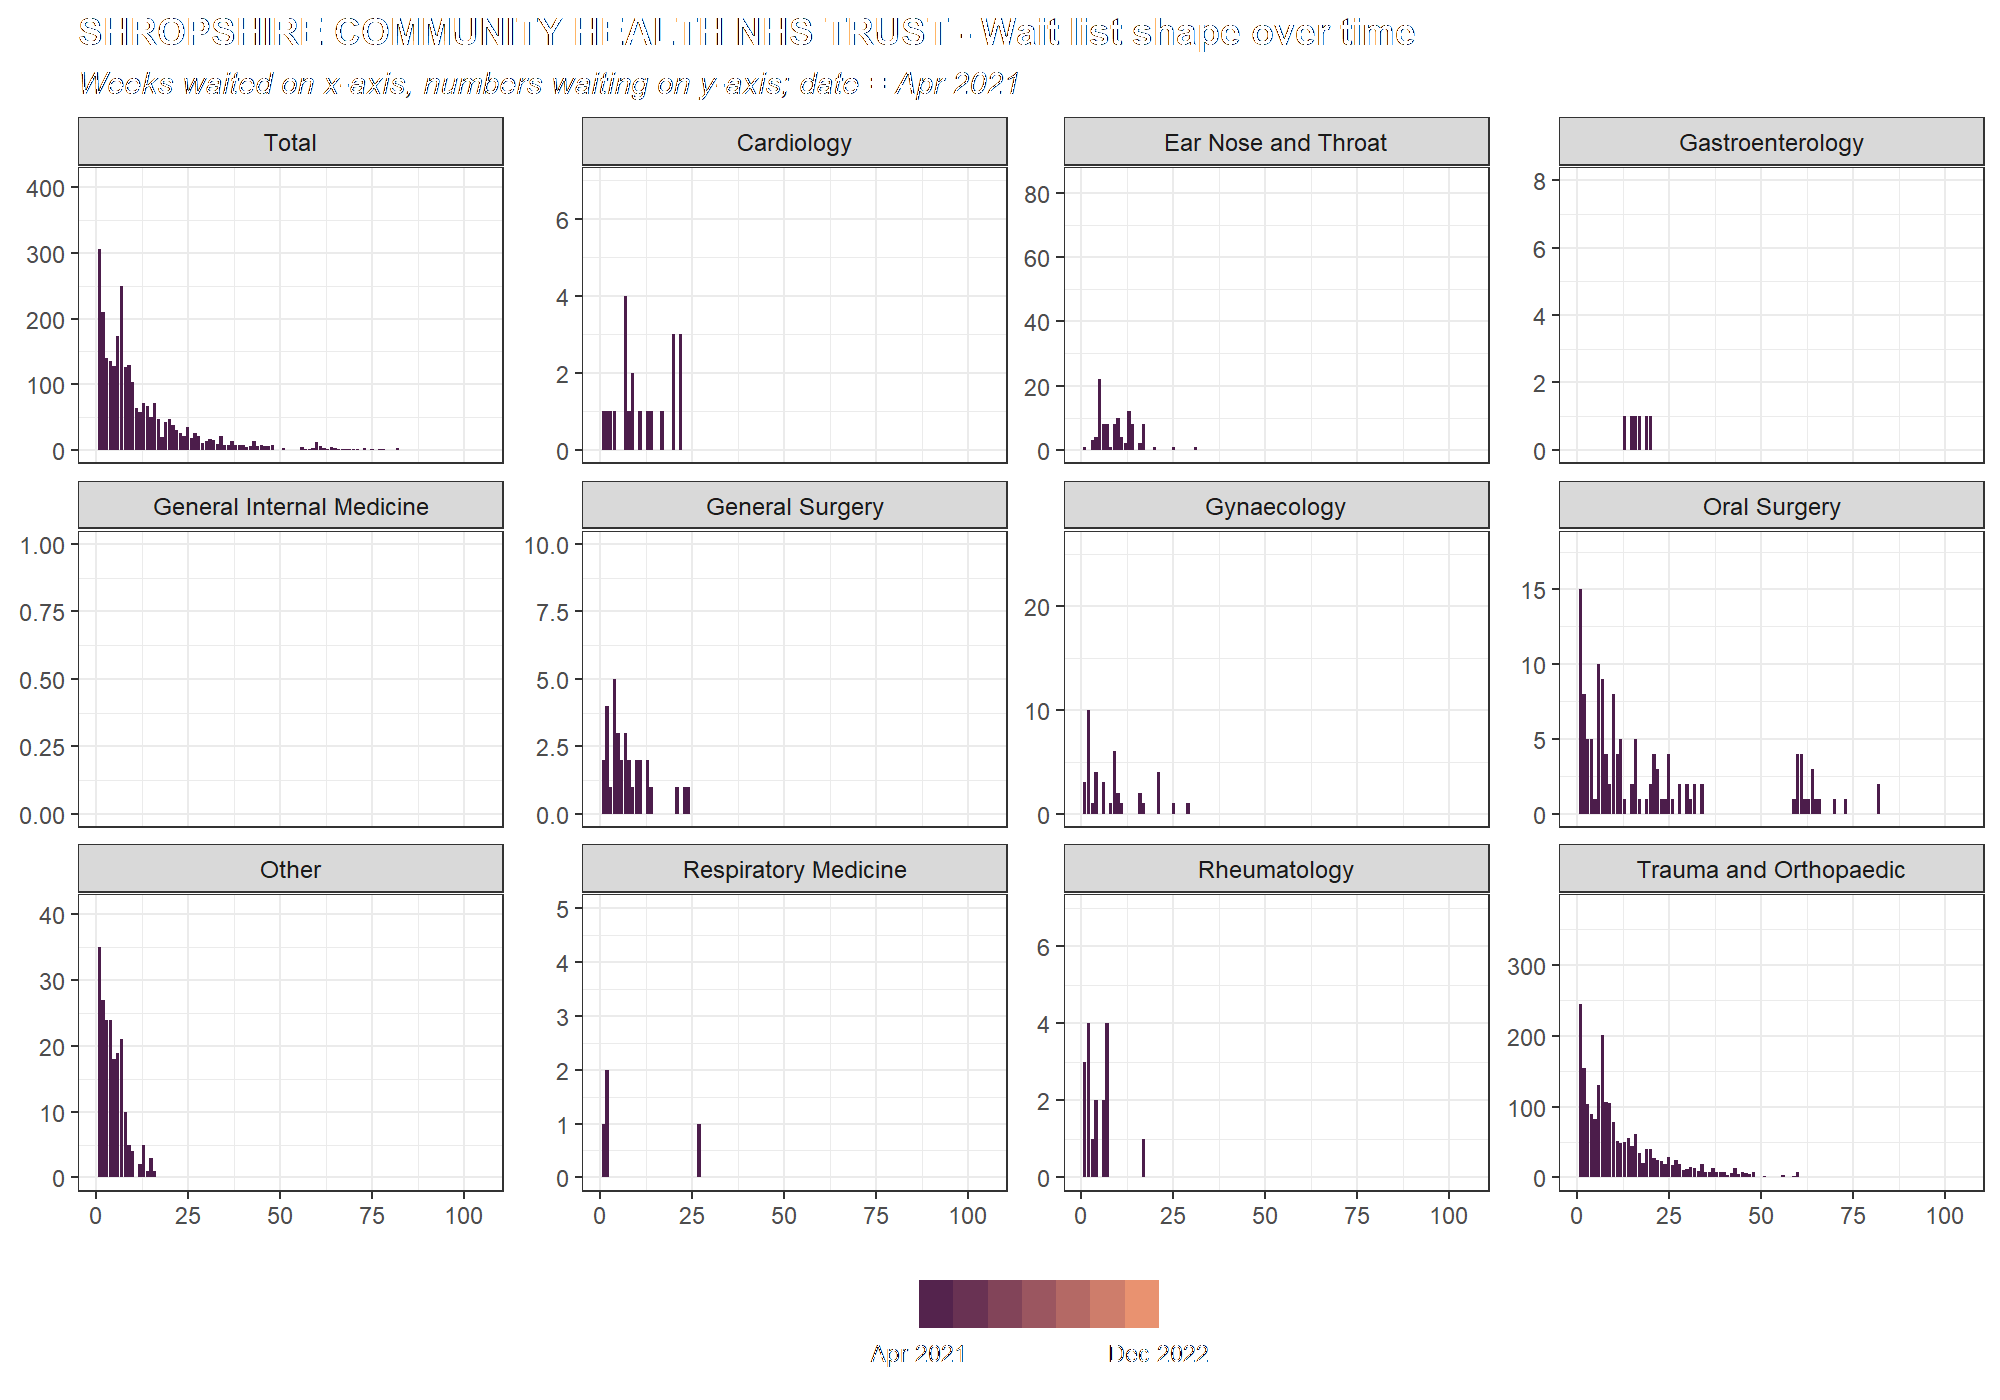 SHROPSHIRE COMMUNITY HEALTH NHS TRUST - Wait list shape over time
Weeks waited on x-axis, numbers waiting on y-axis; date = Apr 2021
Total
Cardiology
Ear Nose and Throat
Gastroenterology
400
300
200
100
0
6
4
2
0
80
60
40
20
0
8
6
4
2
0
General Internal Medicine
General Surgery
Gynaecology
Oral Surgery
1.00
0.75
0.50
0.25
0.00
10.0
7.5
5.0
2.5
0.0
20
10
0
15
10
5
0
Other
Respiratory Medicine
Rheumatology
Trauma and Orthopaedic
40
30
20
10
0
5
4
3
2
1
0
6
4
2
0
300
200
100
0
0 25 50 75 100
0 25 50 75 100
0 25 50 75 100
0 25 50 75 100
Apr 2021
Dec 2022